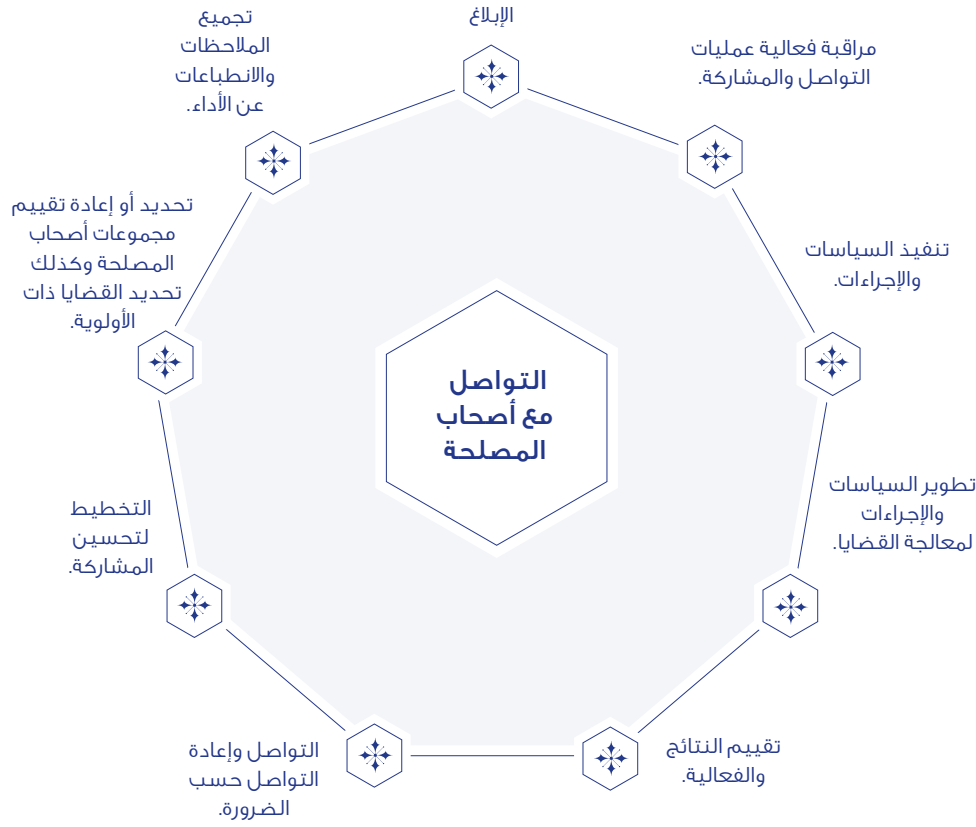 الإبلاغ
مراقبة فعالية عمليات
التواصل والمشاركة.
تنفيذ السياسات
والإجراءات.
تطوير السياسات
والإجراءات
لمعالجة القضايا.
تقييم النتائج
والفعالية.
التواصل وإعادة
التواصل حسب
الضرورة.
التخطيط
لتحسين
المشاركة.
تحديد أو إعادة تقييم
مجموعات أصحاب
المصلحة وكذلك
تحديد القضايا ذات
الأولوية.
تجميع
الملاحظات
والانطباعات
عن الأداء.
التواصل
مع أصحاب
المصلحة